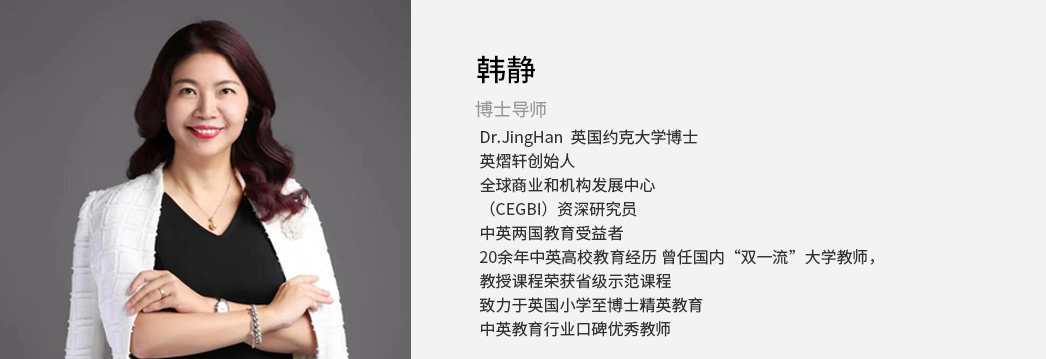 韩静
博士导师
Dr.JingHan 英国约克大学博士
英熠轩创始人
全球商业和机构发展中心
（CEGBI）资深研究员
中英两国教育受益者
20余年中英高校教育经历 曾任国内“双一流”大学教师，
教授课程荣获省级示范课程
致力于英国小学至博士精英教育
中英教育行业口碑优秀教师